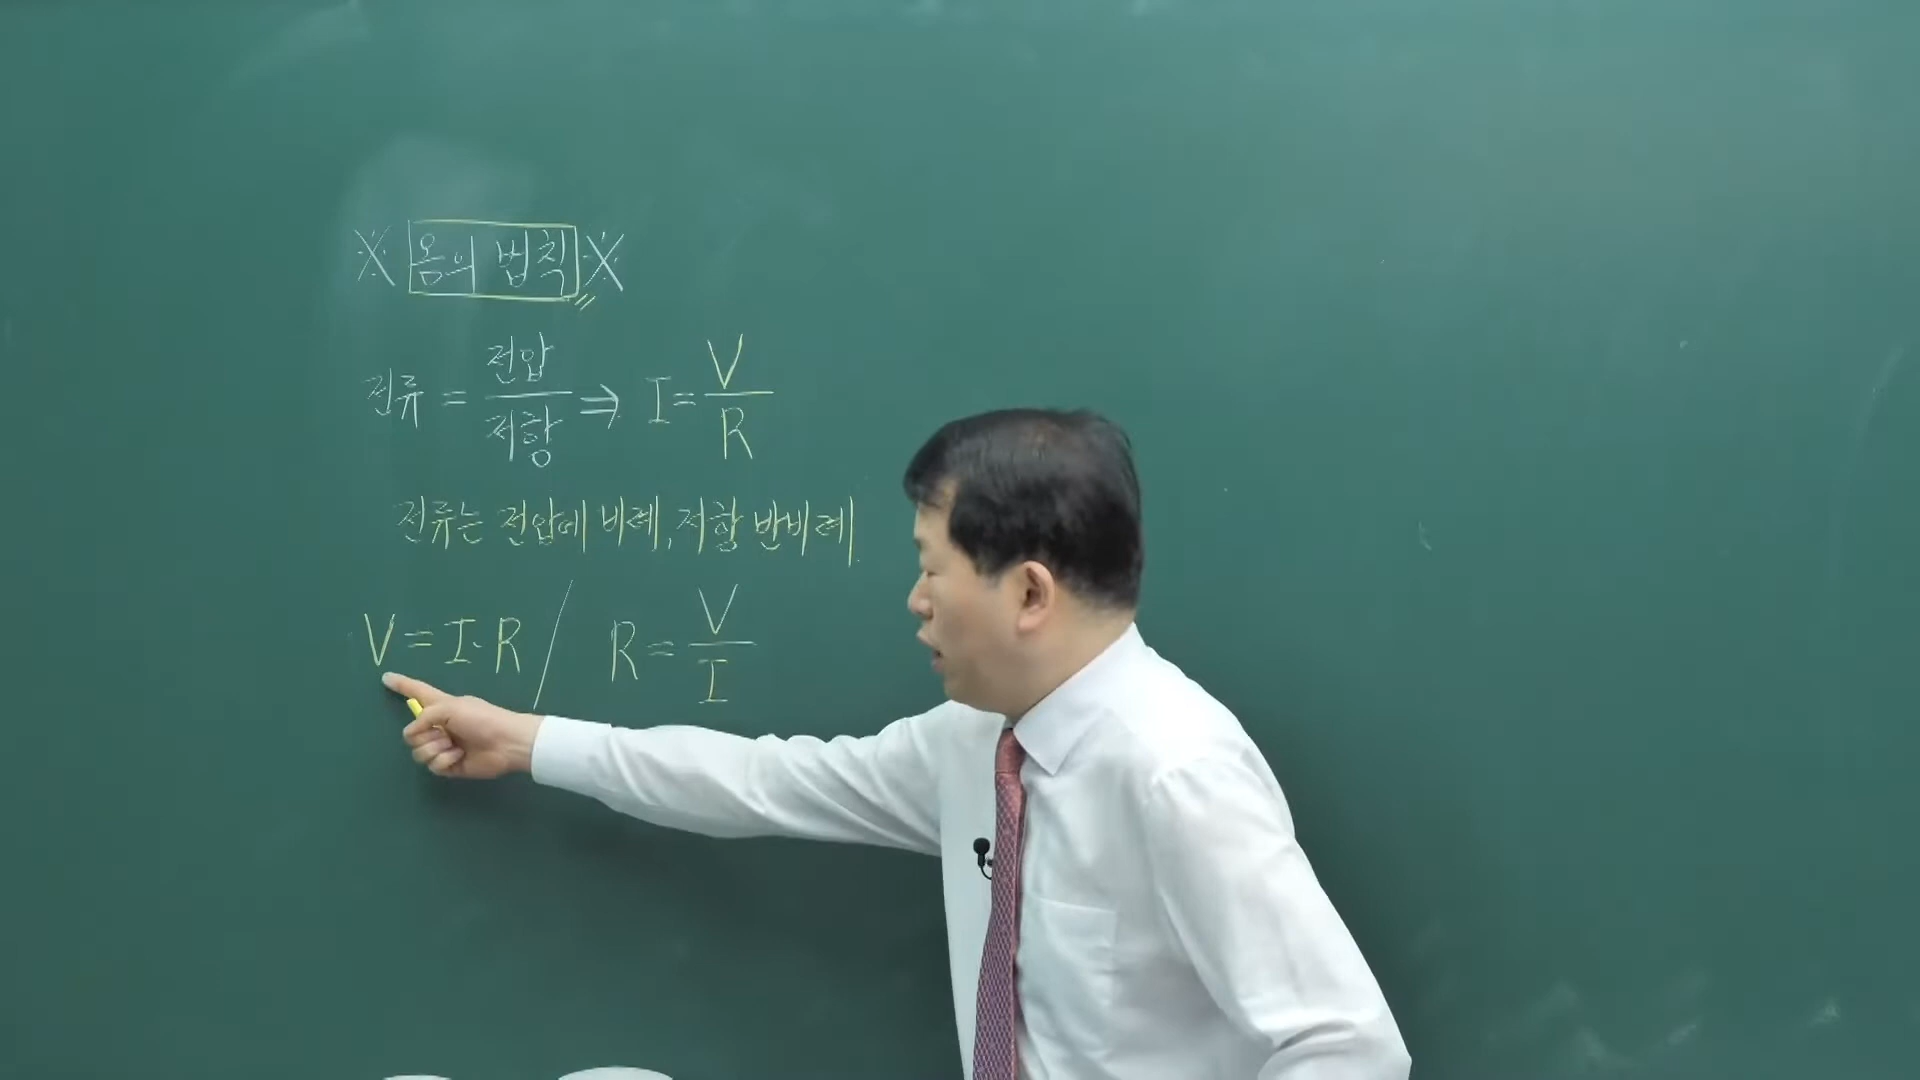 ※ 옴의 법칙 ※
전류 = 전압/저항 ⇒ I = V/R
전류는 전압에 비례, 저항 반비례.
V = I·R / R = V/I